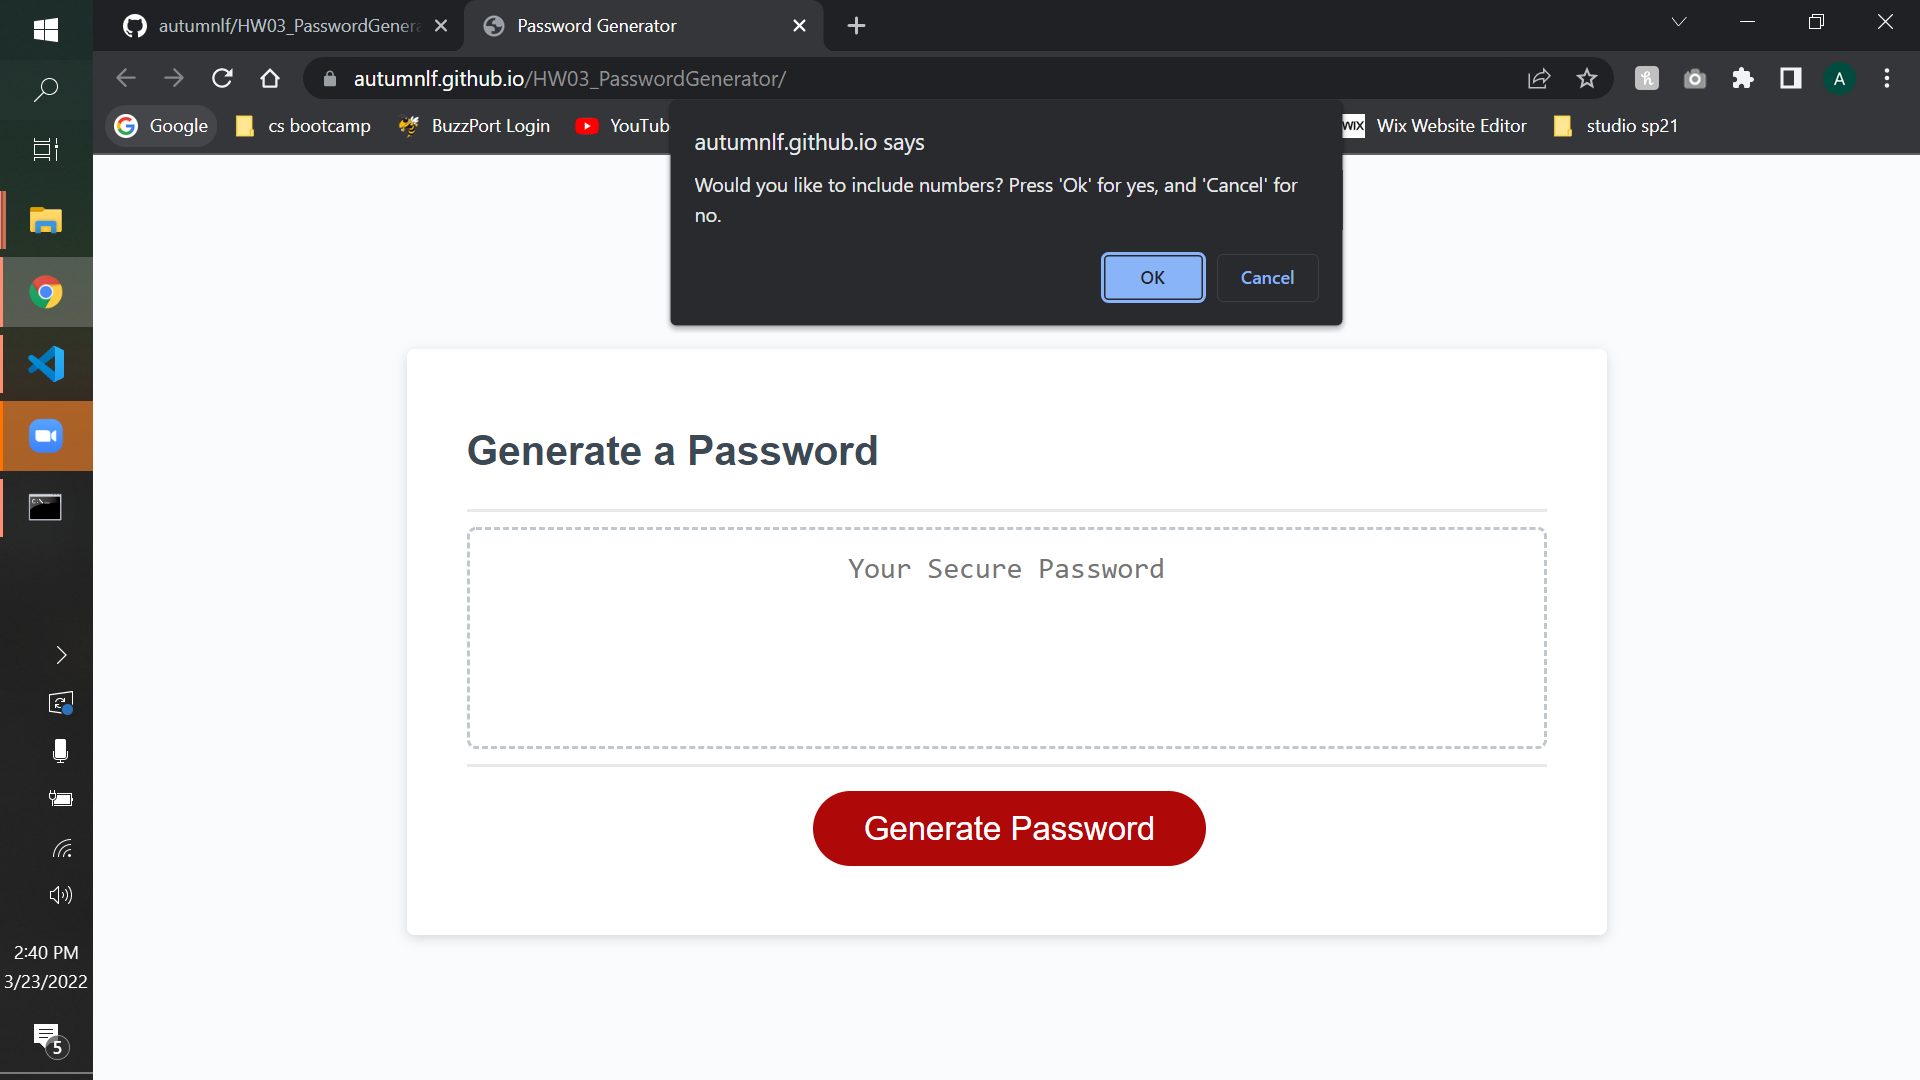 autumnlf/HW03_PasswordGenera
Password Generator
autumnlf.github.io/HW03_PasswordGenerator/
A
Google
cs bootcamp
BuzzPort Login
YouTub
WIX
Wix Website Editor
studio sp21
autumnlf.github.io says
Would you like to include numbers? Press 'Ok' for yes, and 'Cancel' for
no.
OK
Cancel
Generate a Password
Your Secure Password
Generate Password
2:40 PM
3/23/2022
5